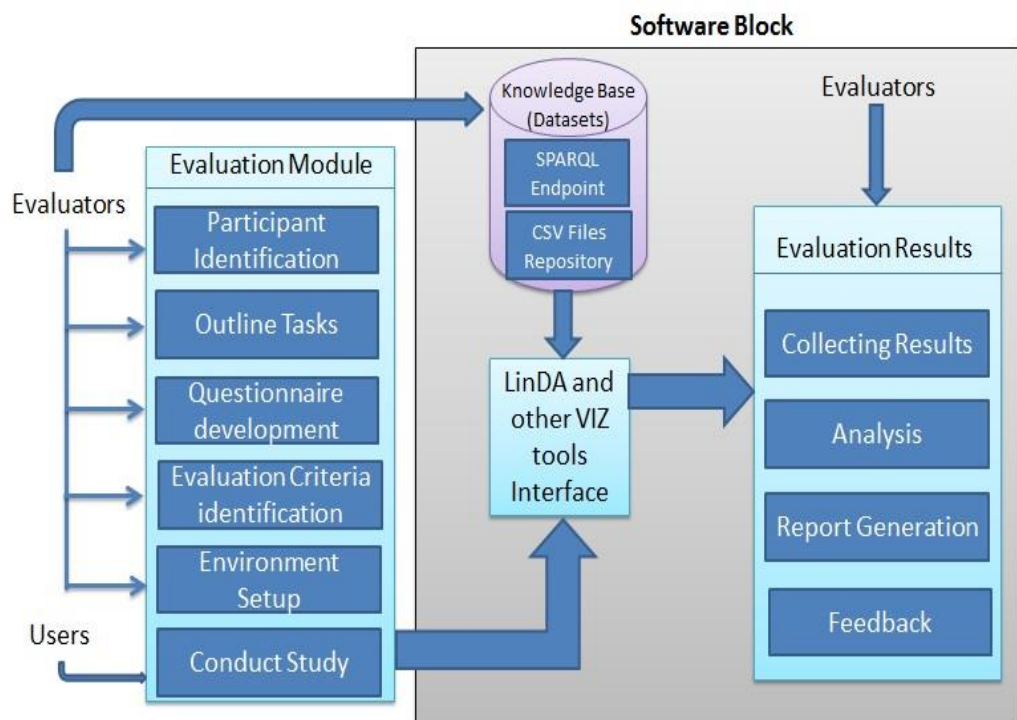 Software Block
Knowledge Base
(Datasets)
SPARQL
Endpoint
CSV Files
Repository
Evaluators
Evaluation Module
Evaluators
Participant
Identification
Outline Tasks
Questionnaire
development
Evaluation Criteria
identification
Environment
Setup
Users
Conduct Study
LinDA and
other VIZ
tools
Interface
Evaluation Results
Collecting Results
Analysis
Report Generation
Feedback